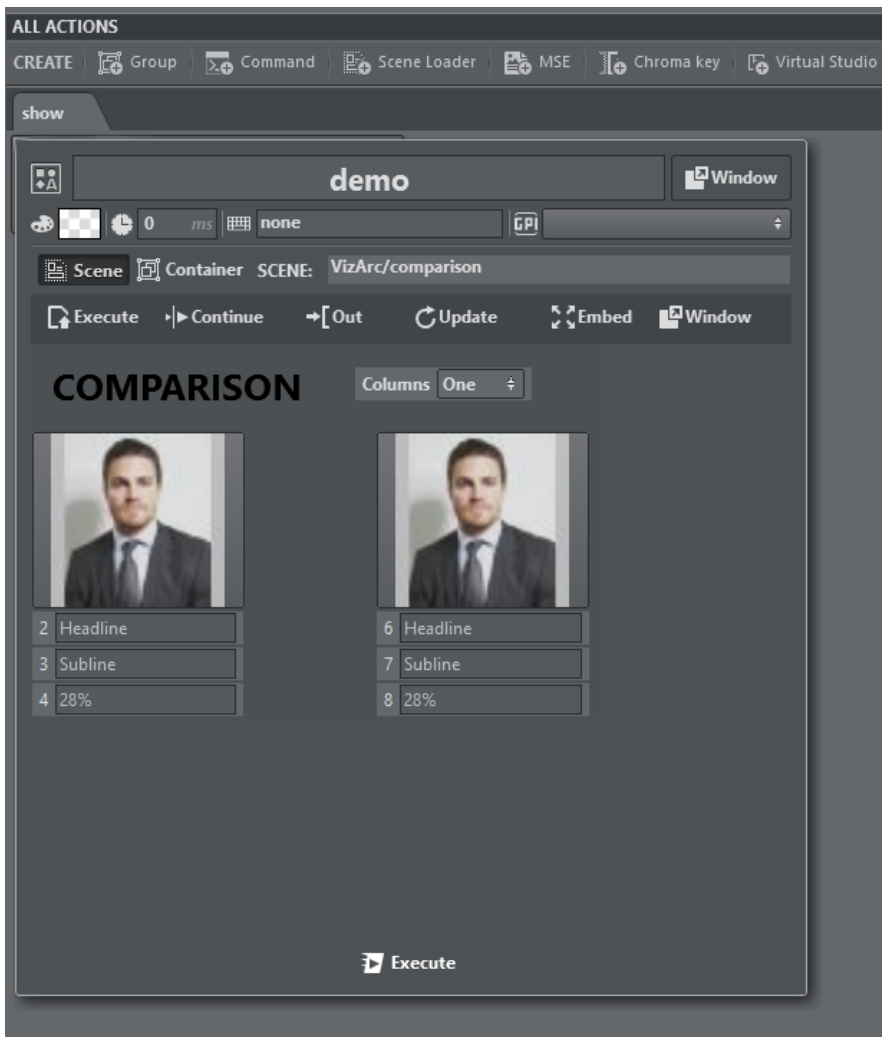 ALL ACTIONS
CREATE Group Command Scene Loader MSE Chroma key Virtual Studio
show
demo Window
0 ms none GPI
Scene Container SCENE: VizArc/comparison
Execute Continue Out Update Embed Window
COMPARISON Columns One
2 Headline 6 Headline
3 Subline 7 Subline
4 28% 8 28%
Execute